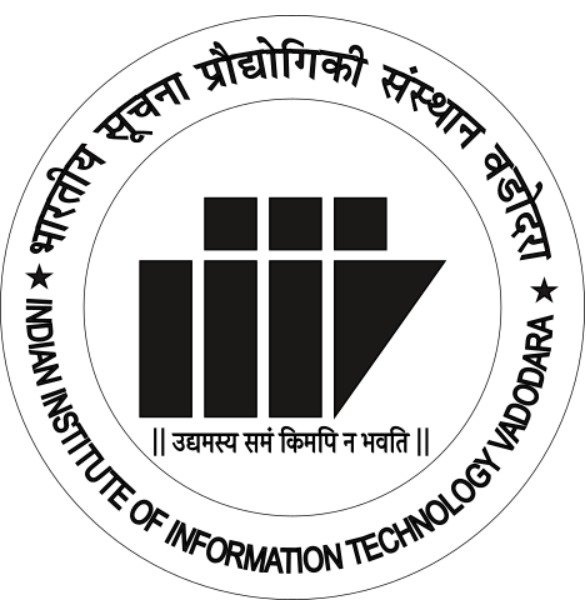 भारतीय सूचना प्रौद्योगिकी संस्थान वडोदरा
|| उद्यमस्य समं किमपि न भवति ||
INDIAN INSTITUTE OF INFORMATION TECHNOLOGY VADODARA